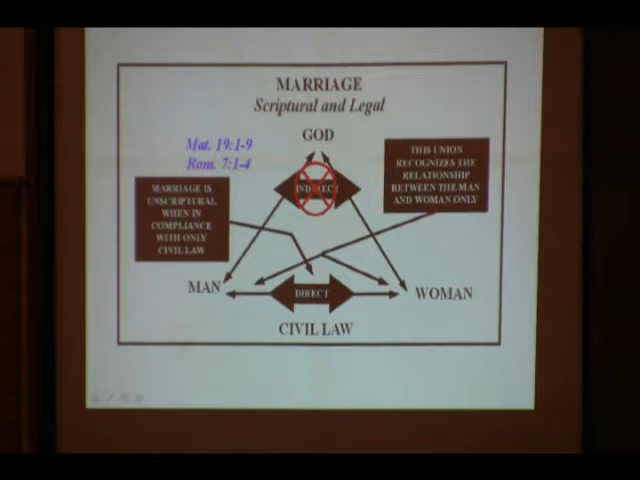 MARRIAGE
Scriptural and Legal
GOD
Mat. 19:1-9
Rom. 7:1-4
THIS UNION
RECOGNIZES THE
RELATIONSHIP
BETWEEN THE MAN
AND WOMAN ONLY
INDIRECT
MARRIAGE IS
UNSCRIPTURAL
WHEN IN
COMPLIANCE
WITH ONLY
CIVIL LAW
MAN
DIRECT
WOMAN
CIVIL LAW